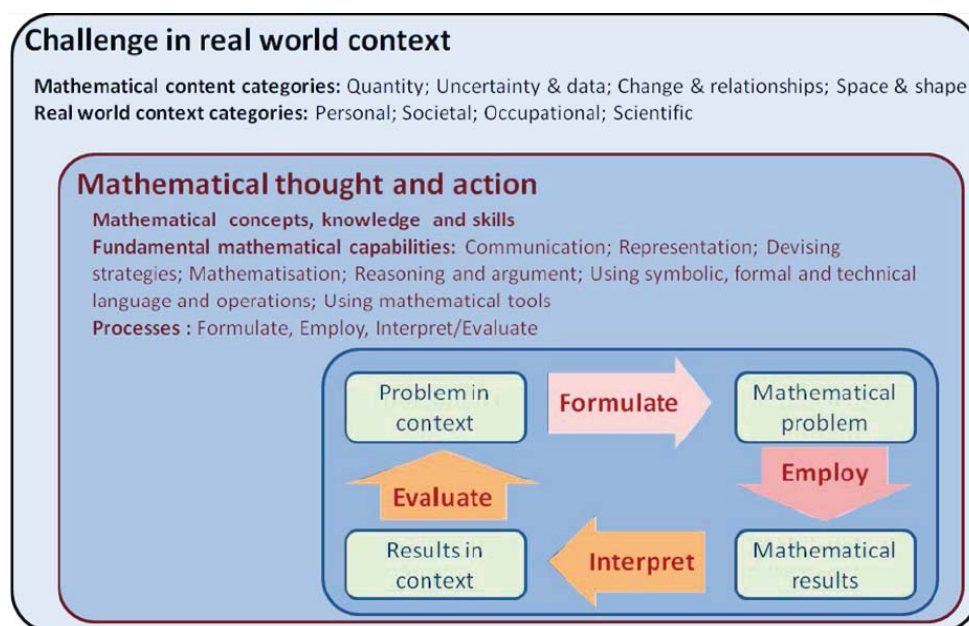 Challenge in real world context
Mathematical content categories: Quantity; Uncertainty & data; Change & relationships; Space & shape
Real world context categories: Personal; Societal; Occupational; Scientific
Mathematical thought and action
Mathematical concepts, knowledge and skills
Fundamental mathematical capabilities: Communication; Representation; Devising
strategies; Mathematisation; Reasoning and argument; Using symbolic, formal and technical
language and operations; Using mathematical tools
Processes : Formulate, Employ, Interpret/Evaluate
Problem in
context
Formulate
Mathematical
problem
Employ
Evaluate
Results in
context
Interpret
Mathematical
results